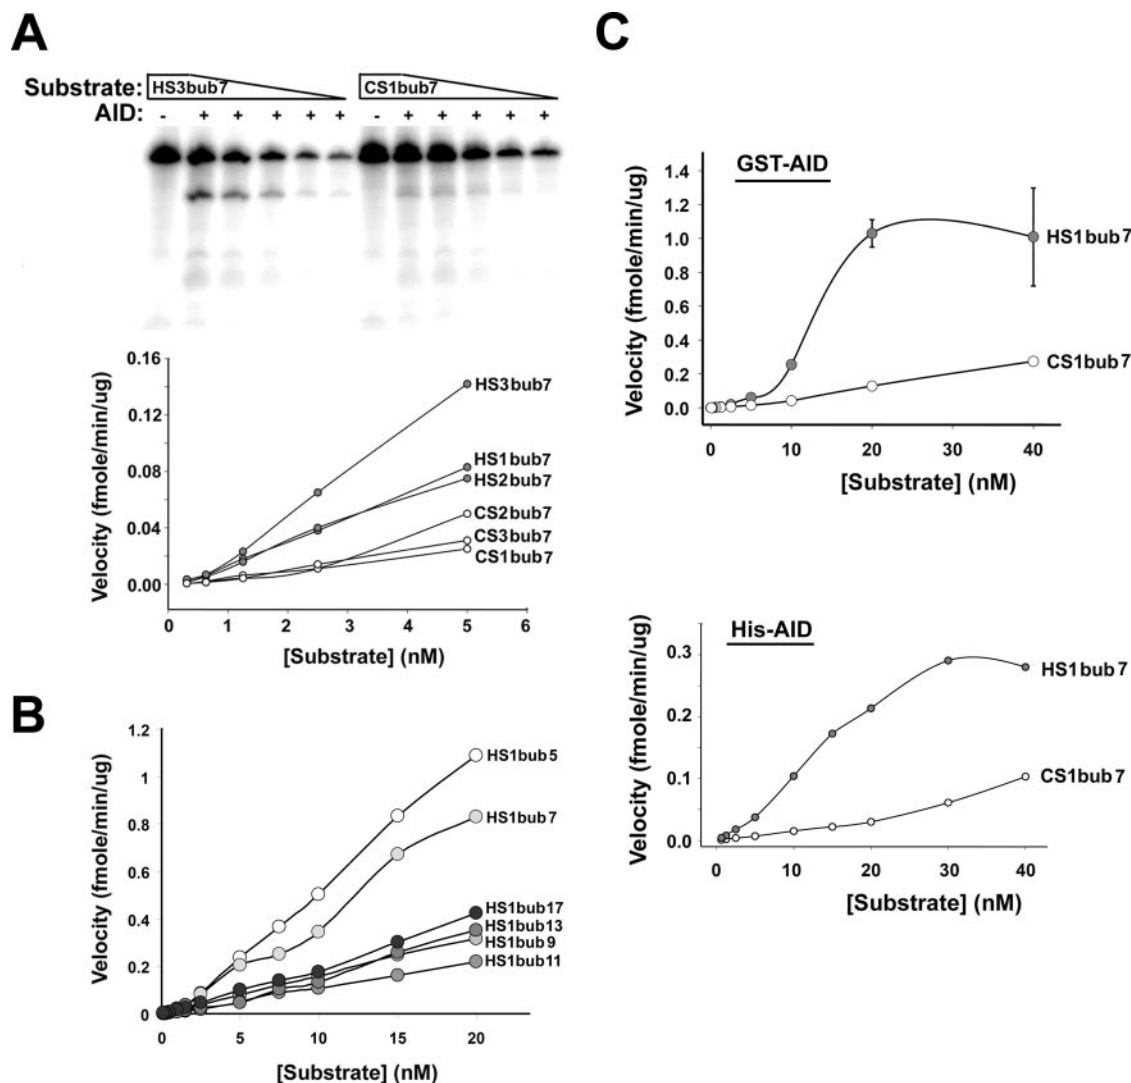 A
Substrate: HS3bub7 CS1bub7
AID: - + + + + + - + + + + +
Velocity (fmole/min/ug)
0.16
0.12
0.08
0.04
0.00
HS3bub7
HS1bub7
HS2bub7
CS2bub7
CS3bub7
CS1bub7
0 1 2 3 4 5 6
[Substrate] (nM)
B
Velocity (fmole/min/ug)
1.2
1
0.8
0.6
0.4
0.2
0
HS1bub5
HS1bub7
HS1bub17
HS1bub13
HS1bub9
HS1bub11
0 5 10 15 20
[Substrate] (nM)
C
GST-AID
Velocity (fmole/min/ug)
1.4
1.2
1.0
0.8
0.6
0.4
0.2
0.0
HS1bub7
CS1bub7
0 10 20 30 40
[Substrate] (nM)
His-AID
Velocity (fmole/min/ug)
0.3
0.2
0.1
0.0
HS1bub7
CS1bub7
0 10 20 30 40
[Substrate] (nM)